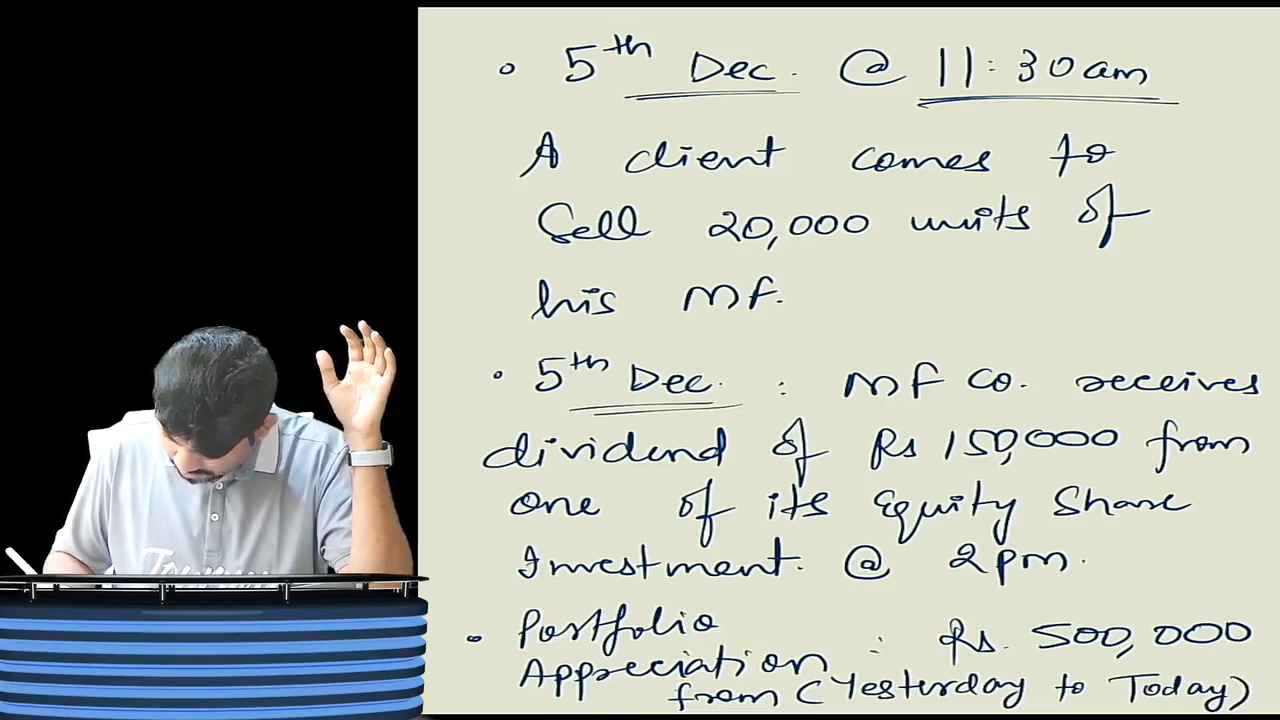 • 5th Dec. @ 11:30am
A client comes to
Sell 20,000 units of
his MF.
• 5th Dec. : MF Co. receives
dividend of Rs 150,000 from
one of its Equity Share
Investment. @ 2pm.
• Portfolio
Appreciation : Rs. 500,000
from (Yesterday to Today)